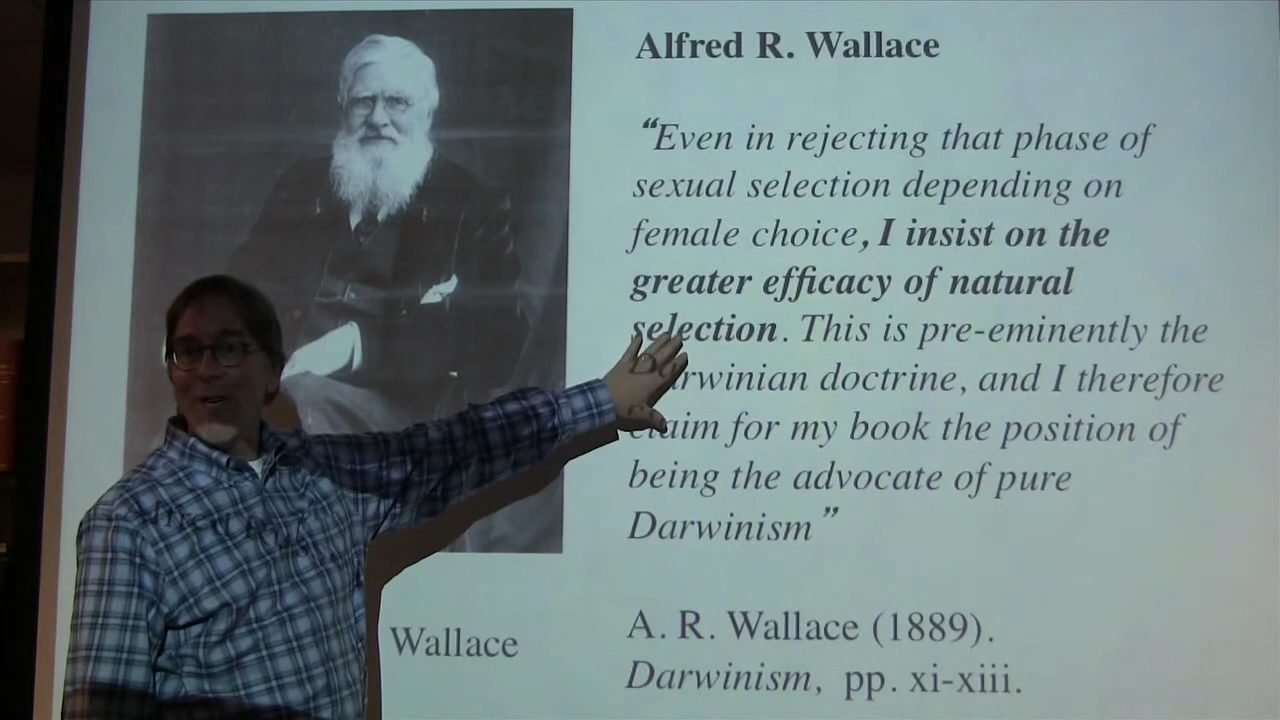 Alfred R. Wallace
“Even in rejecting that phase of
sexual selection depending on
female choice, I insist on the
greater efficacy of natural
selection. This is pre-eminently the
Darwinian doctrine, and I therefore
claim for my book the position of
being the advocate of pure
Darwinism”
Wallace
A. R. Wallace (1889).
Darwinism, pp. xi-xiii.